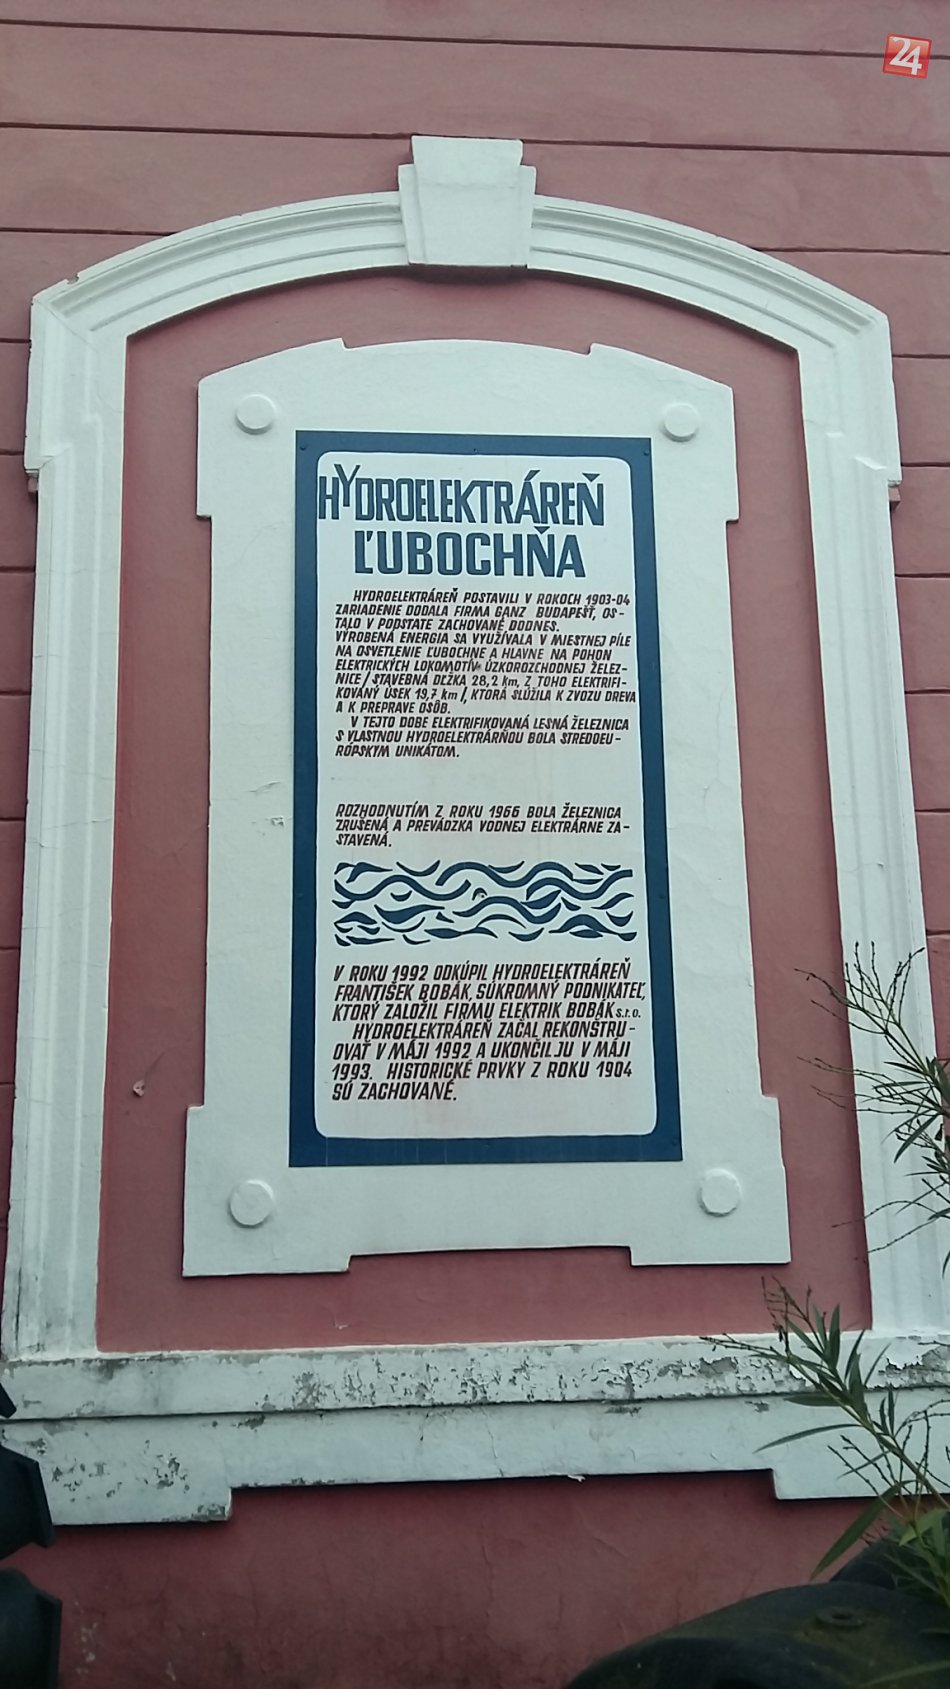 24
HYDROELEKTRÁREŇ
ĽUBOCHŇA
HYDROELEKTRÁREŇ POSTAVILI V ROKOCH 1903-04
ZARIADENIE DODALA FIRMA GANZ BUDAPEŠŤ, OS-
TALO V POPSTATE ZACHOVANÉ DODNES.
VYROBENÁ ENERGIA SA VYUŽÍVALA V MIESTNEJ PÍLE
NA OSVETLENIE ĽUBOCHNE A HLAVNE NA POHON
ELEKTRICKÝCH LOKOMOTÍV ÚZKOROZCHODNEJ ŽELEZ-
NICE / STAVEBNÁ DĹŽKA 28,2 km, Z TOHO ELEKTRIFI-
KOVANÝ ÚSEK 19,7 km /, KTORÁ SLÚŽILA K ZVOZU DREVA
A K PREPRAVE OSÔB.
V TEJTO DOBE ELEKTRIFIKOVANÁ LESNÁ ŽELEZNICA
S VLASTNOU HYDROELEKTRÁRŇOU BOLA STREDOEU-
RÓPSKYM UNIKÁTOM.
ROZHODNUTÍM Z ROKU 1966 BOLA ŽELEZNICA
ZRUŠENÁ A PREVÁDZKA VODNEJ ELEKTRÁRNE ZA-
STAVENÁ.
V ROKU 1992 ODKÚPIL HYDROELEKTRÁREŇ
FRANTIŠEK BOBÁK, SÚKROMNÝ PODNIKATEĽ,
KTORÝ ZALOŽIL FIRMU ELEKTRIK BOBÁK s.r.o.
HYDROELEKTRÁREŇ ZAČAL REKONŠTRU-
OVAŤ V MÁJI 1992 A UKONČIL JU V MÁJI
1993. HISTORICKÉ PRVKY Z ROKU 1904
SÚ ZACHOVANÉ.